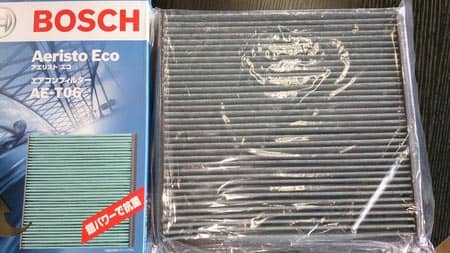 BOSCH
Aeristo Eco
アエリスト エコ
エアコンフィルター
AE-T06
銀パワーで抗菌